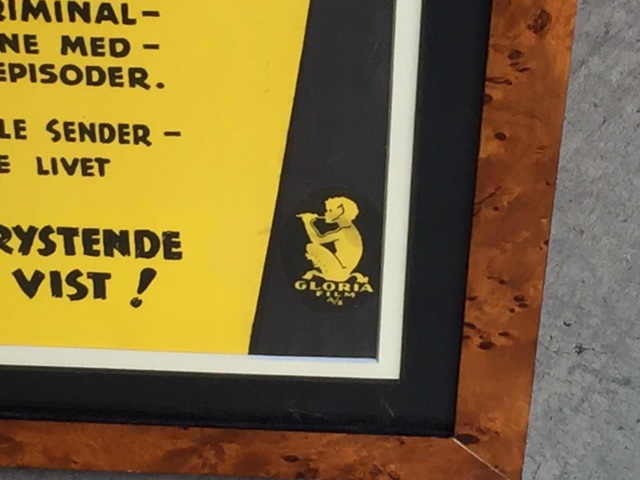 RIMINAL-
NE MED -
EPISODER.
LE SENDER -
E LIVET
RYSTENDE
VIST !
GLORIA
FILM
A/S